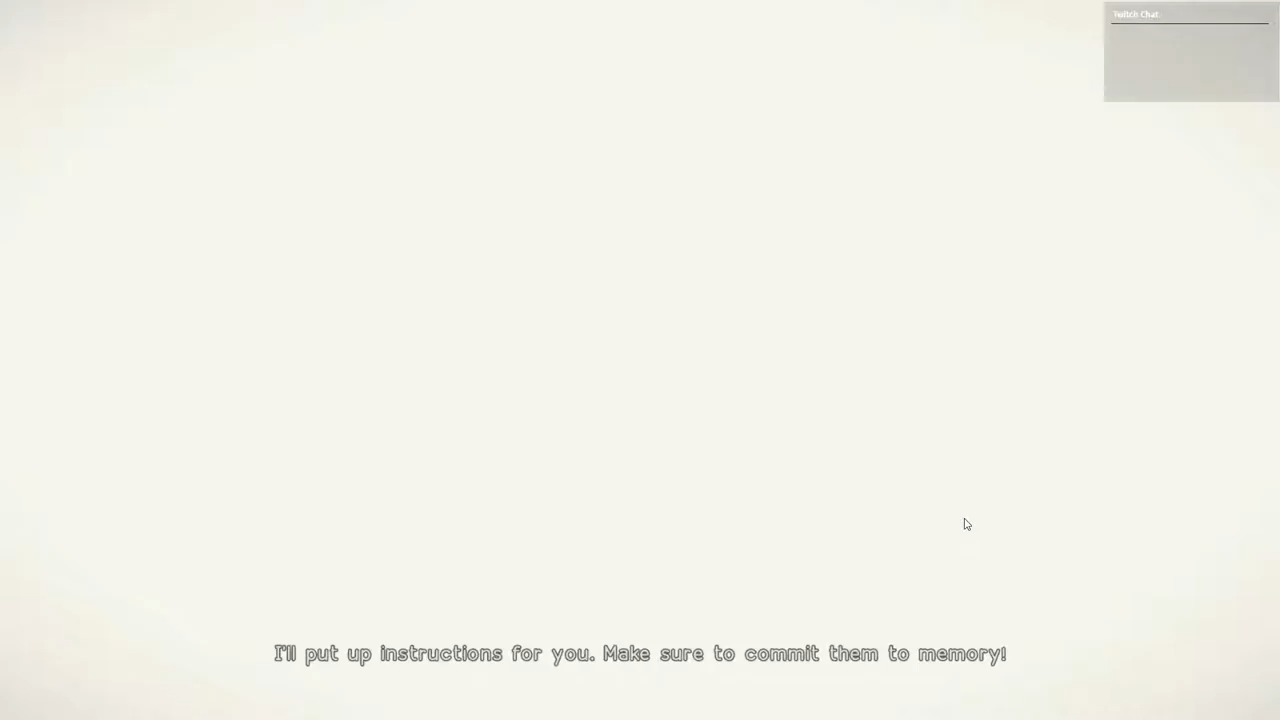 Twitch Chat
I'll put up instructions for you. Make sure to commit them to memory!